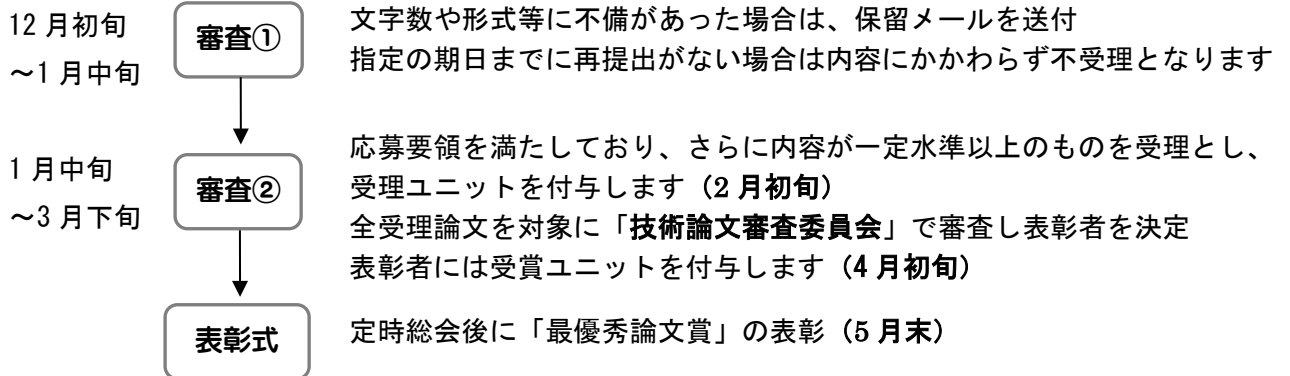 12月初旬
~1月中旬
審査①
文字数や形式等に不備があった場合は、保留メールを送付
指定の期日までに再提出がない場合は内容にかかわらず不受理となります
1月中旬
~3月下旬
審査②
応募要領を満たしており、さらに内容が一定水準以上のものを受理とし、
受理ユニットを付与します(2月初旬)
全受理論文を対象に「技術論文審査委員会」で審査し表彰者を決定
表彰者には受賞ユニットを付与します(4月初旬)
表彰式
定時総会後に「最優秀論文賞」の表彰(5月末)